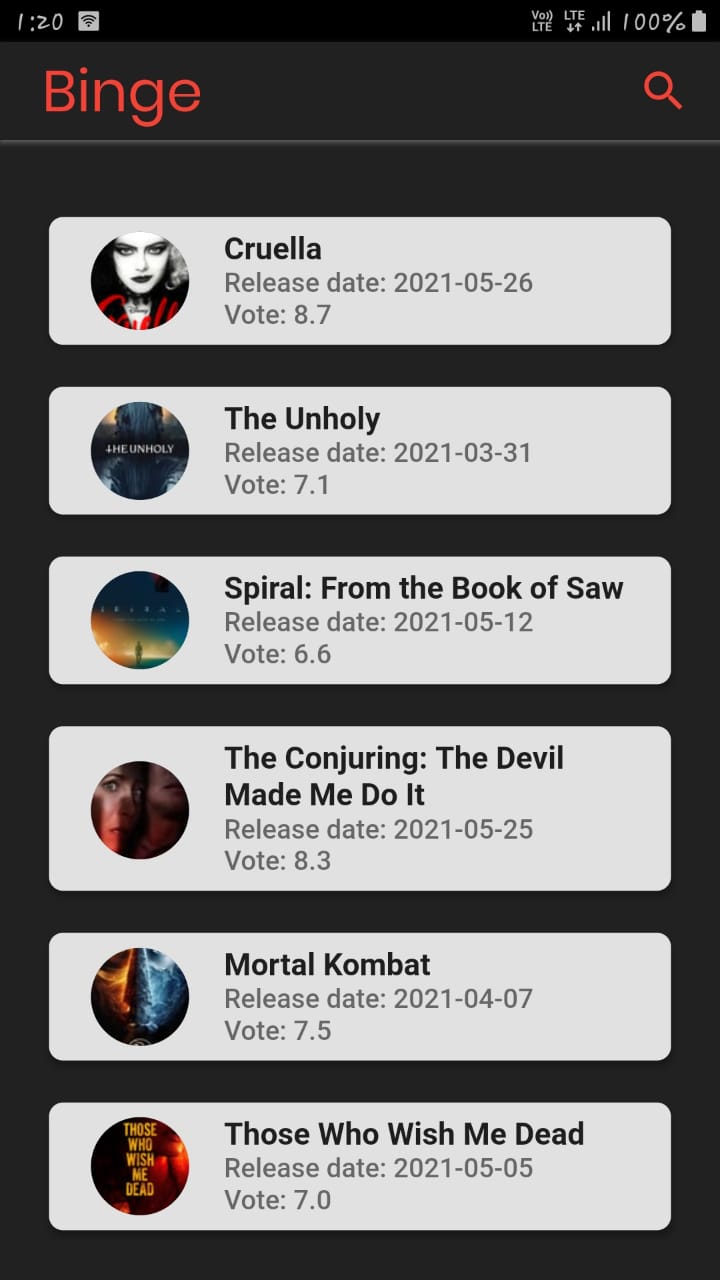 1:20
Vo)) LTE LTE 100%
Binge
Cruella
Release date: 2021-05-26
Vote: 8.7
THE UNHOLY
The Unholy
Release date: 2021-03-31
Vote: 7.1
Spiral: From the Book of Saw
Release date: 2021-05-12
Vote: 6.6
The Conjuring: The Devil
Made Me Do It
Release date: 2021-05-25
Vote: 8.3
Mortal Kombat
Release date: 2021-04-07
Vote: 7.5
THOSE
WHO
WISH
ME
DEAD
Those Who Wish Me Dead
Release date: 2021-05-05
Vote: 7.0